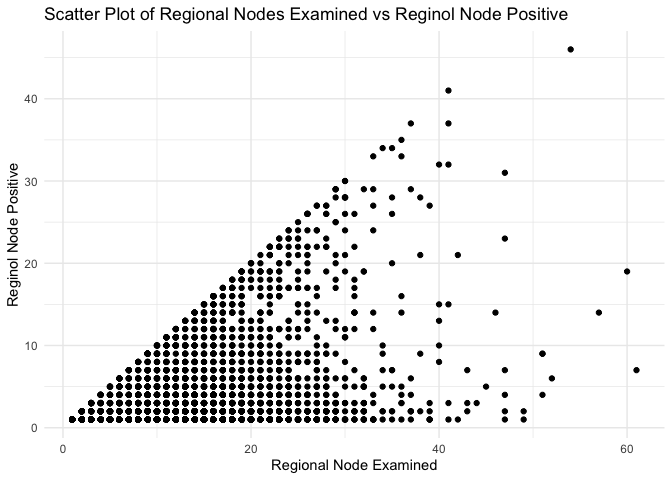 Scatter Plot of Regional Nodes Examined vs Reginol Node Positive
Reginol Node Positive
40
30
20
10
0
0 20 40 60
Regional Node Examined